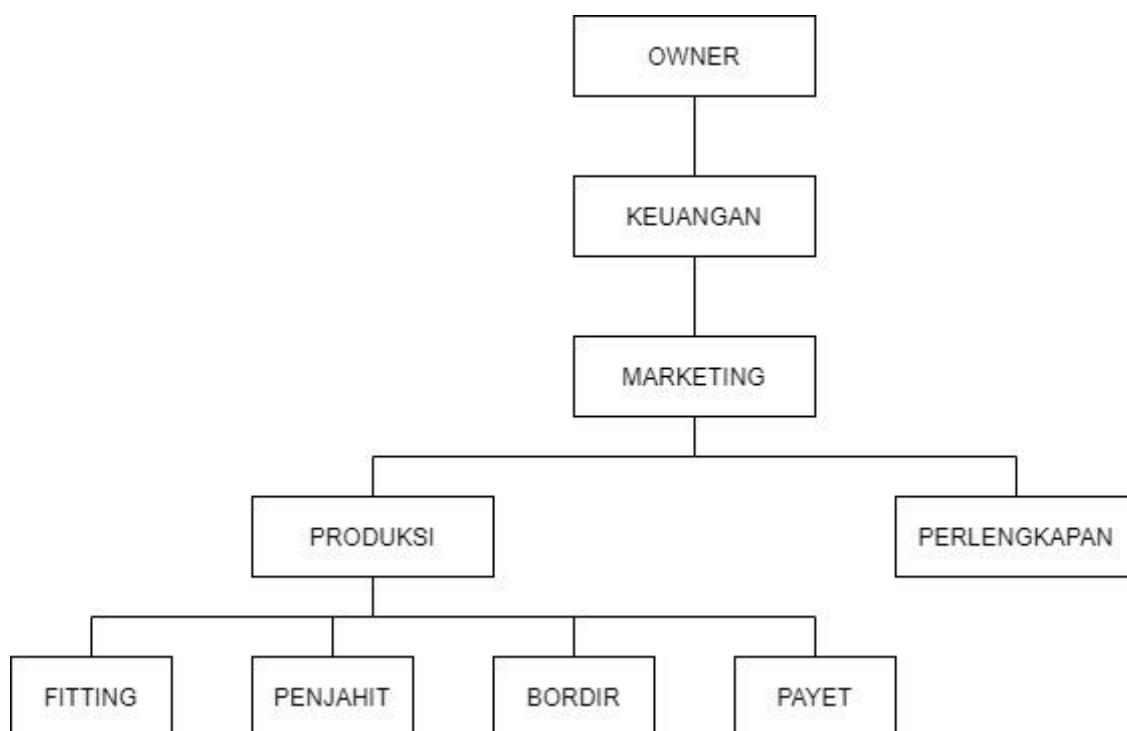 OWNER
KEUANGAN
MARKETING
PRODUKSI
PERLENGKAPAN
FITTING
PENJAHIT
BORDIR
PAYET